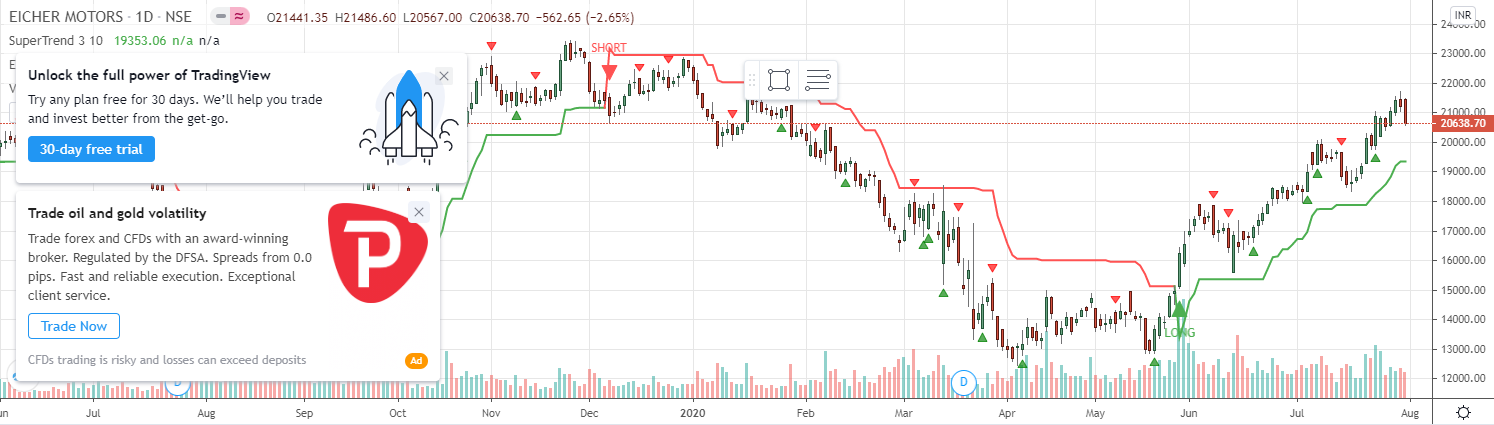 EICHER MOTORS · 1D · NSE O21441.35 H21486.60 L20567.00 C20638.70 −562.65 (−2.65%)
SuperTrend 3 10 19353.06 n/a n/a
E
V
Unlock the full power of TradingView
Try any plan free for 30 days. We'll help you trade
and invest better from the get-go.
30-day free trial
Trade oil and gold volatility
Trade forex and CFDs with an award-winning
broker. Regulated by the DFSA. Spreads from 0.0
pips. Fast and reliable execution. Exceptional
client service.
Trade Now
CFDs trading is risky and losses can exceed deposits
Ad
P
SHORT
LONG
D
D
INR
23000.00
22000.00
21000.00
20638.70
19000.00
18000.00
17000.00
16000.00
15000.00
14000.00
13000.00
12000.00
Jul Aug Sep Oct Nov Dec 2020 Feb Mar Apr May Jun Jul Aug